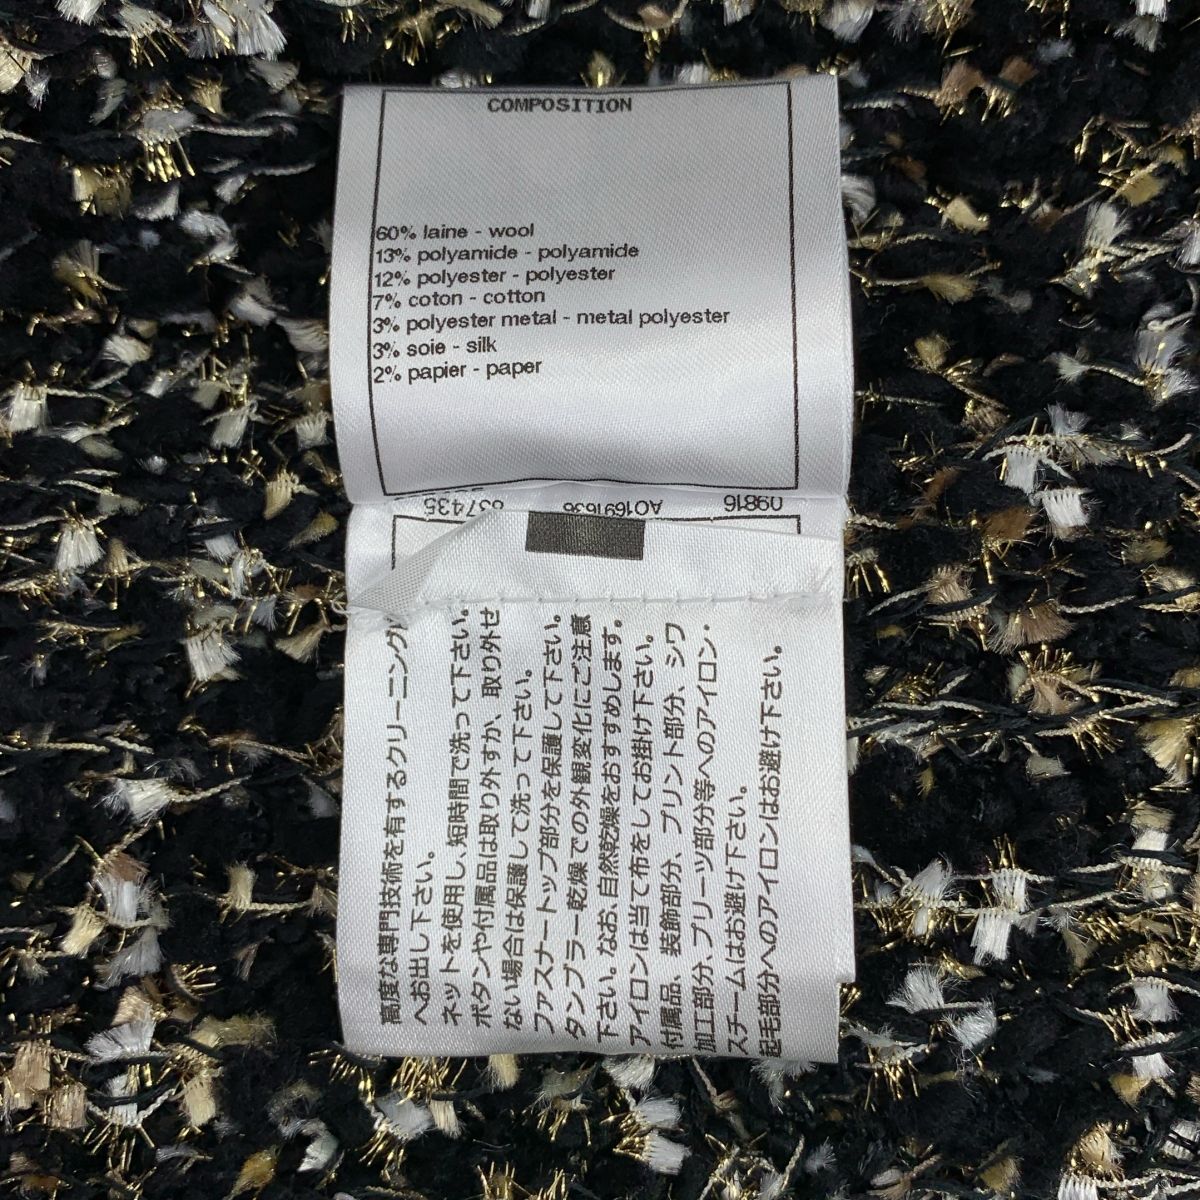 COMPOSITION
60% laine - wool
13% polyamide - polyamide
12% polyester - polyester
7% coton - cotton
3% polyester metal - metal polyester
3% soie - silk
2% papier - paper
09816 AO1691636 837435
高度な専門技術を有するクリーニング
へお出し下さい。
ネットを使用し、短時間で洗って下さい。
ボタンや付属品は取り外すか、取り外せ
ない場合は保護して洗って下さい。
ファスナートップ部分を保護して下さい。
タンブラー乾燥での外観変化にご注意
下さい。なお、自然乾燥をおすすめします。
アイロンは当て布をしてお掛け下さい。
付属品、装飾部分、プリント部分、シワ
加工部分、プリーツ部分等へのアイロン・
スチームはお避け下さい。
起毛部分へのアイロンはお避け下さい。